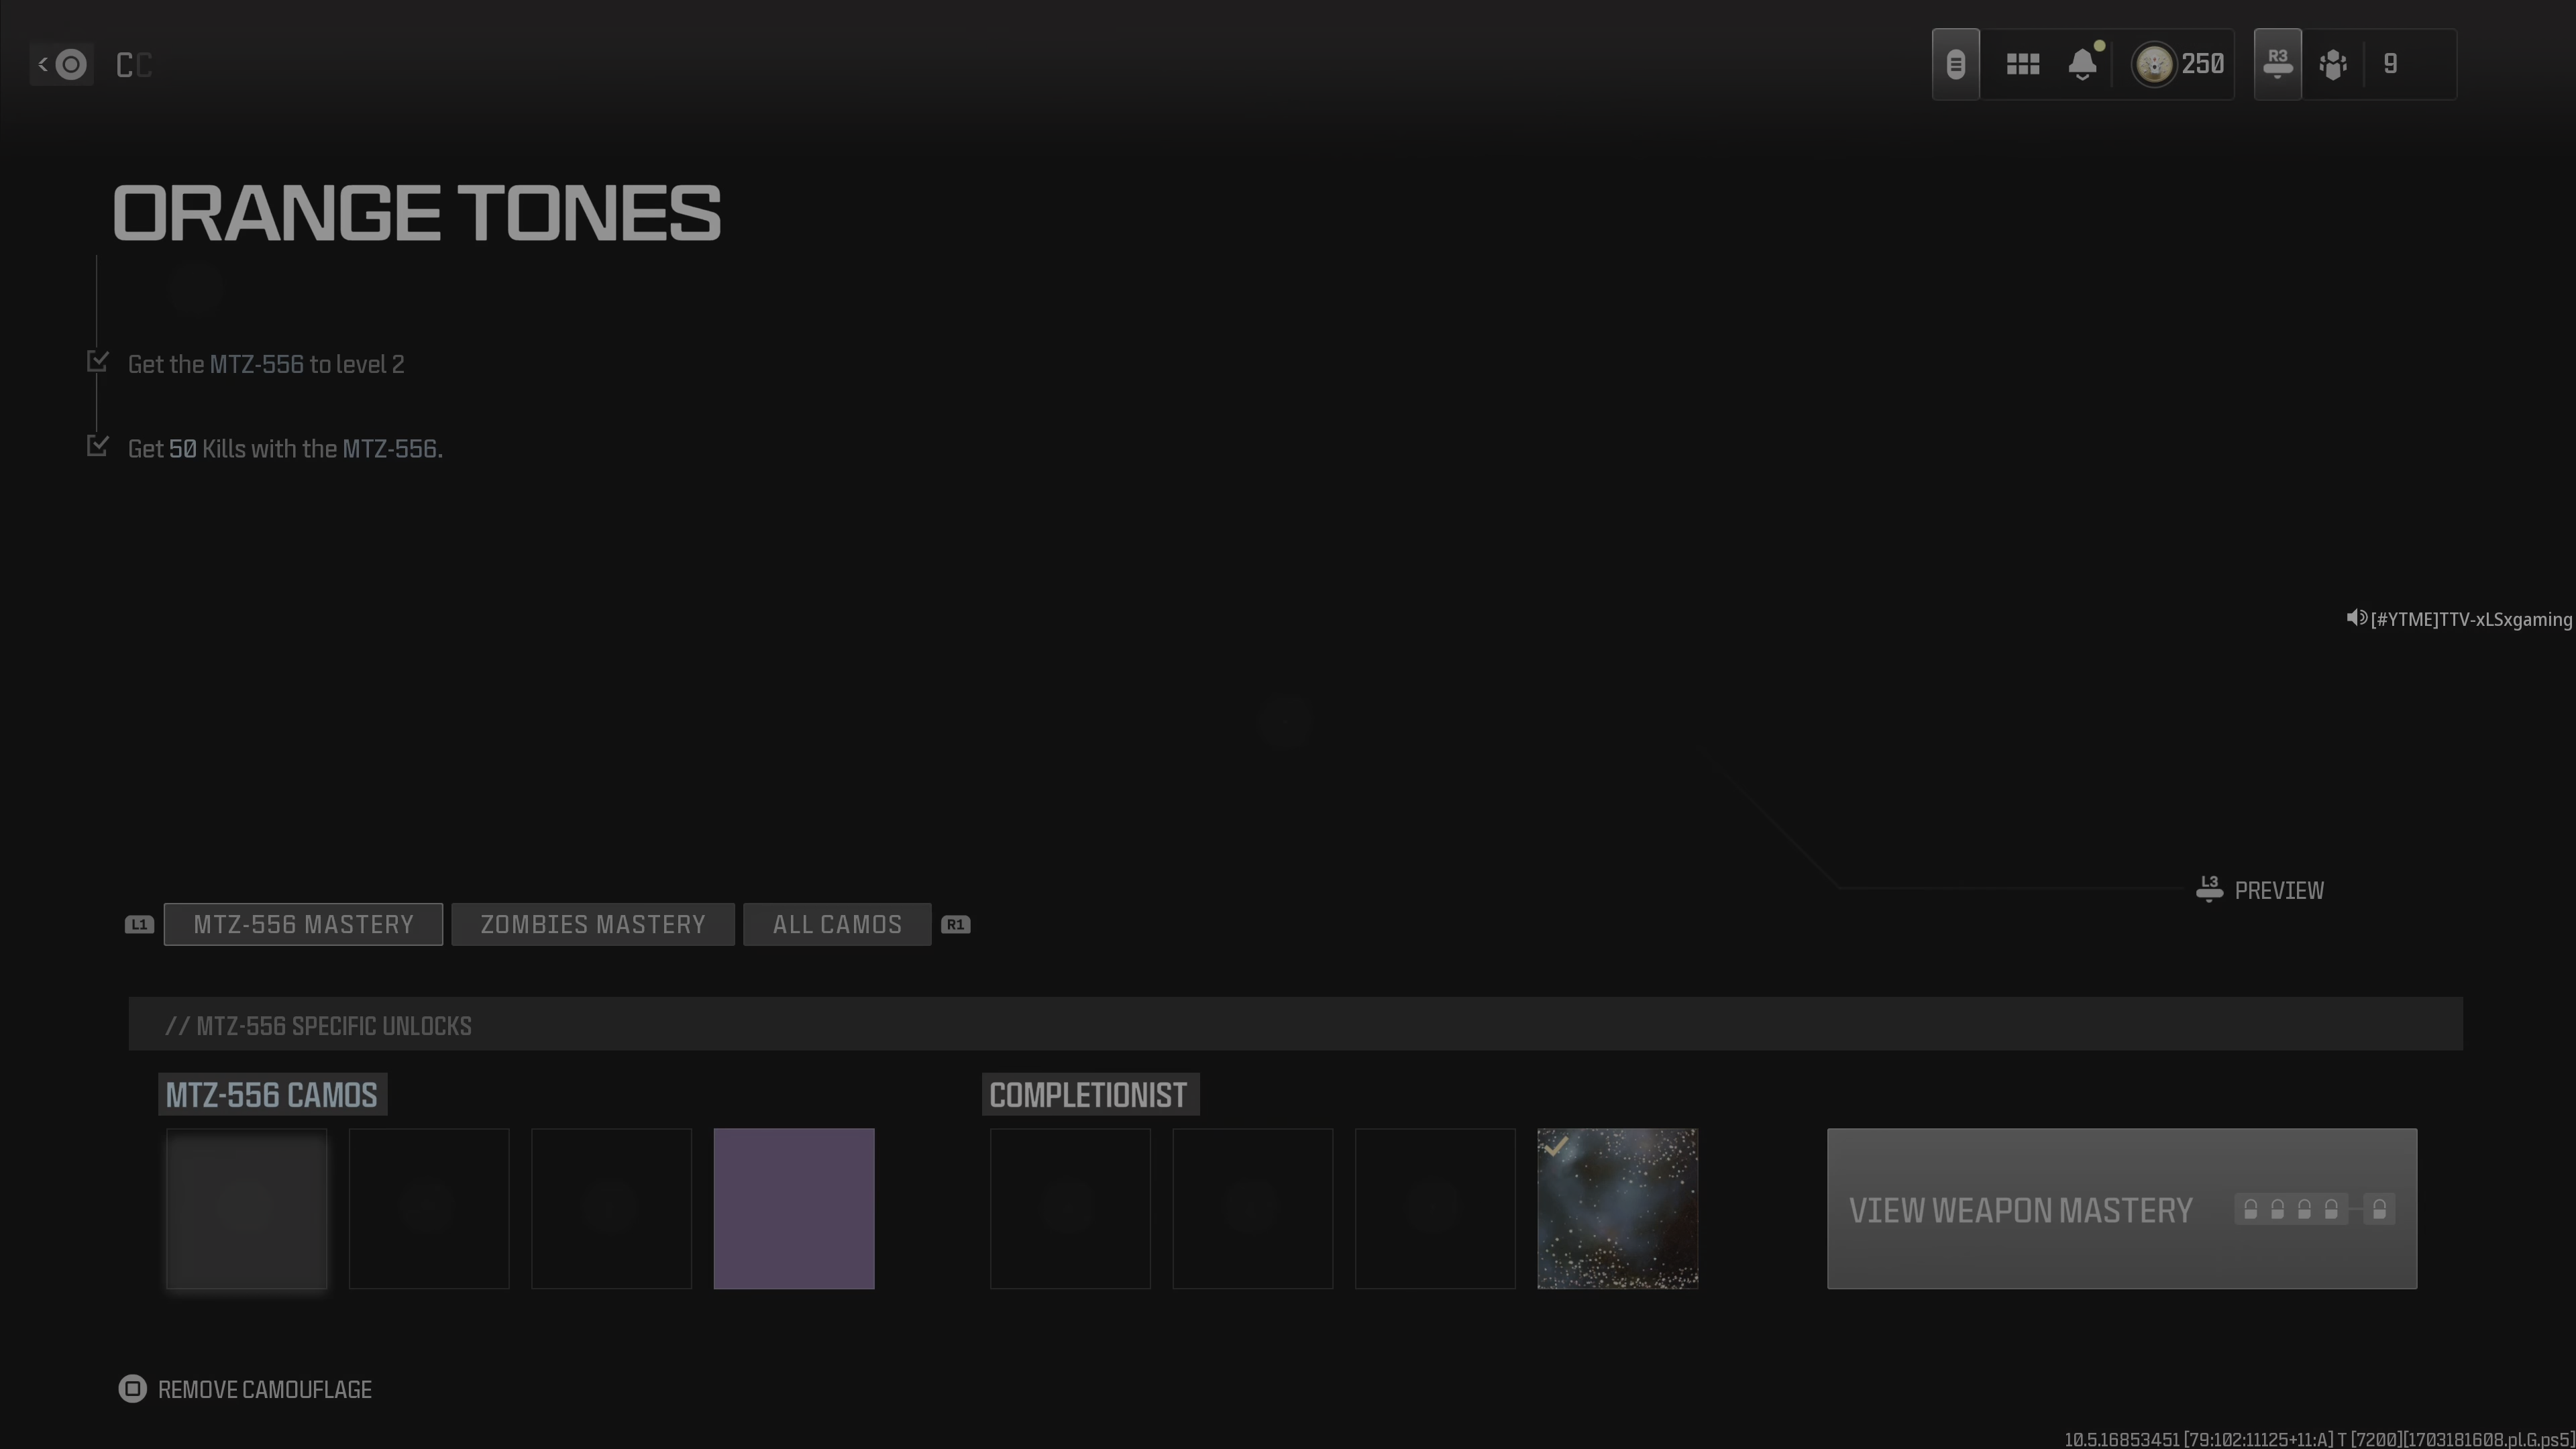 CC
250
R3
9
ORANGE TONES
Get the MTZ-556 to level 2
Get 50 Kills with the MTZ-556.
[#YTME]TTV-xLSxgaming
L3 PREVIEW
L1 MTZ-556 MASTERY ZOMBIES MASTERY ALL CAMOS R1
// MTZ-556 SPECIFIC UNLOCKS
MTZ-556 CAMOS
COMPLETIONIST
VIEW WEAPON MASTERY
REMOVE CAMOUFLAGE
10.5.16853451 [79:102:11125+11:A] T [7200][1703181608.pl.G.ps5]